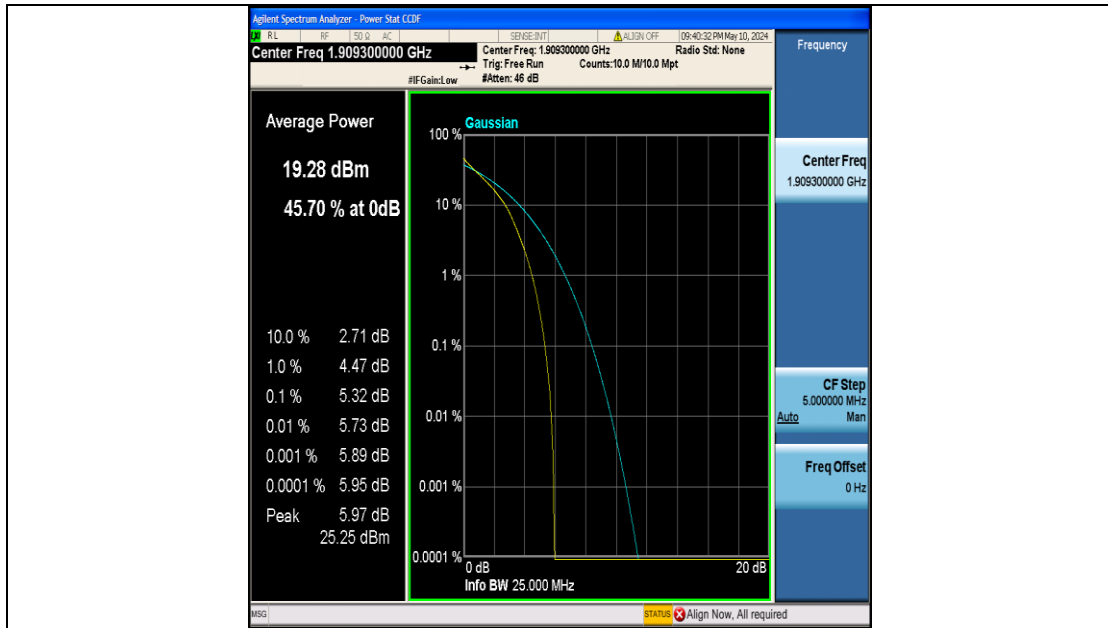 Agilent Spectrum Analyzer - Power Stat CCDF
RL RF 50 Ω AC SENSE:INT ALIGN OFF 09:40:32 PM May 10, 2024
Center Freq 1.909300000 GHz
Center Freq: 1.909300000 GHz Radio Std: None
Trig: Free Run Counts:10.0 M/10.0 Mpt
#IFGain:Low #Atten: 46 dB
Frequency
Average Power
19.28 dBm
45.70 % at 0dB
10.0 % 2.71 dB
1.0 % 4.47 dB
0.1 % 5.32 dB
0.01 % 5.73 dB
0.001 % 5.89 dB
0.0001 % 5.95 dB
Peak 5.97 dB
25.25 dBm
Gaussian
100 %
10 %
1 %
0.1 %
0.01 %
0.001 %
0.0001 %
0 dB 20 dB
Info BW 25.000 MHz
Center Freq
1.909300000 GHz
CF Step
5.000000 MHz
Auto Man
Freq Offset
0 Hz
MSG STATUS Align Now, All required